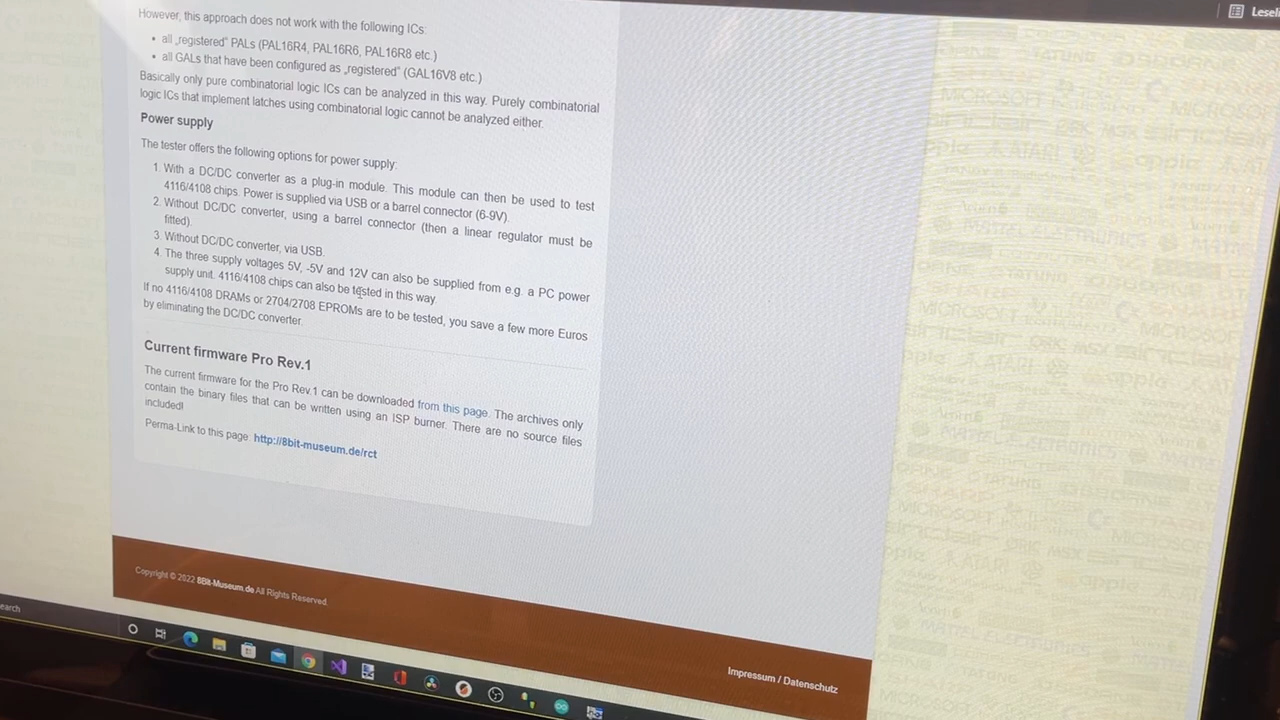 Leseli
However, this approach does not work with the following ICs:
• all „registered" PALs (PAL16R4, PAL16R6, PAL16R8 etc.)
• all GALs that have been configured as „registered" (GAL16V8 etc.)
Basically only pure combinatorial logic ICs can be analyzed in this way. Purely combinatorial
logic ICs that implement latches using combinatorial logic cannot be analyzed either.
Power supply
The tester offers the following options for power supply:
1. With a DC/DC converter as a plug-in module. This module can then be used to test
4116/4108 chips. Power is supplied via USB or a barrel connector (6-9V).
2. Without DC/DC converter, using a barrel connector (then a linear regulator must be
fitted).
3. Without DC/DC converter, via USB.
4. The three supply voltages 5V, -5V and 12V can also be supplied from e.g. a PC power
supply unit. 4116/4108 chips can also be tested in this way.
If no 4116/4108 DRAMs or 2704/2708 EPROMs are to be tested, you save a few more Euros
by eliminating the DC/DC converter.
Current firmware Pro Rev.1
The current firmware for the Pro Rev.1 can be downloaded from this page. The archives only
contain the binary files that can be written using an ISP burner. There are no source files
included!
Perma-Link to this page: http://8bit-museum.de/rct
Copyright © 2022 8Bit-Museum.de All Rights Reserved.
Impressum / Datenschutz
earch